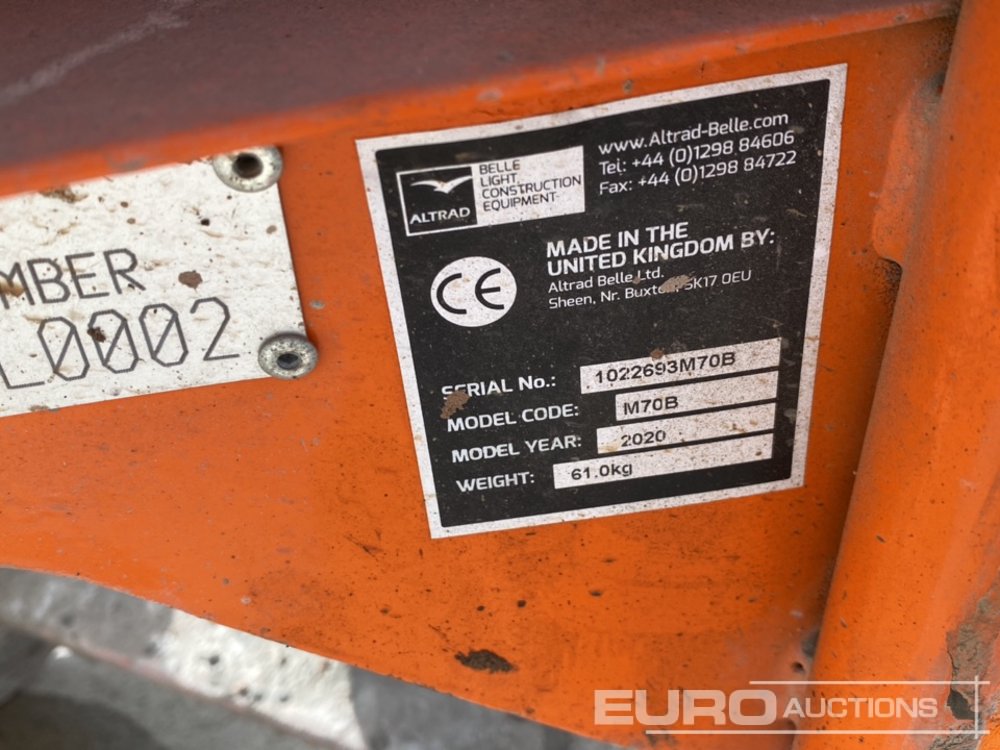 MBER
L0002
ALTRAD
BELLE
LIGHT
CONSTRUCTION
EQUIPMENT
www.Altrad-Belle.com
Tel: +44 (0)1298 84606
Fax: +44 (0)1298 84722
CE
MADE IN THE
UNITED KINGDOM BY:
Altrad Belle Ltd.
Sheen, Nr. Buxton, SK17 0EU
SERIAL No.: 1022693M70B
MODEL CODE: M70B
MODEL YEAR: 2020
WEIGHT: 61.0kg
EURO AUCTIONS